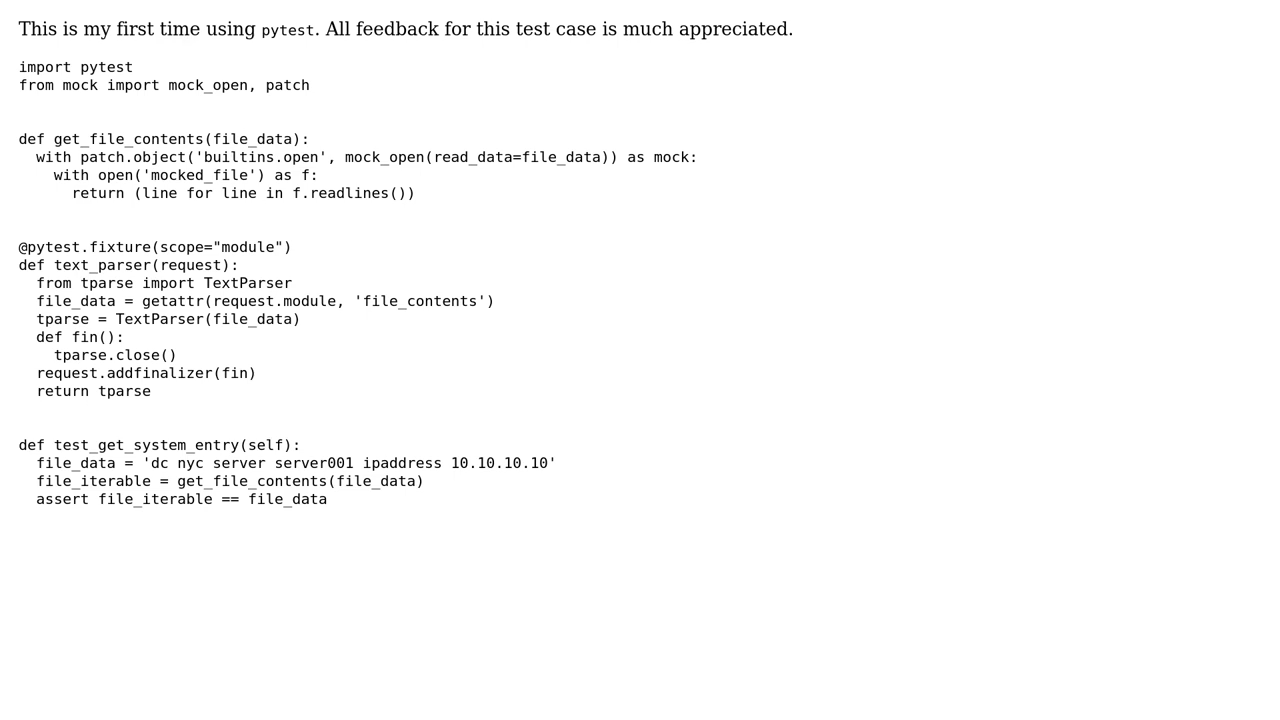 This is my first time using pytest. All feedback for this test case is much appreciated.
import pytest
from mock import mock_open, patch
def get_file_contents(file_data):
  with patch.object('builtins.open', mock_open(read_data=file_data)) as mock:
    with open('mocked_file') as f:
      return (line for line in f.readlines())
@pytest.fixture(scope="module")
def text_parser(request):
  from tparse import TextParser
  file_data = getattr(request.module, 'file_contents')
  tparse = TextParser(file_data)
  def fin():
    tparse.close()
  request.addfinalizer(fin)
  return tparse
def test_get_system_entry(self):
  file_data = 'dc nyc server server001 ipaddress 10.10.10.10'
  file_iterable = get_file_contents(file_data)
  assert file_iterable == file_data